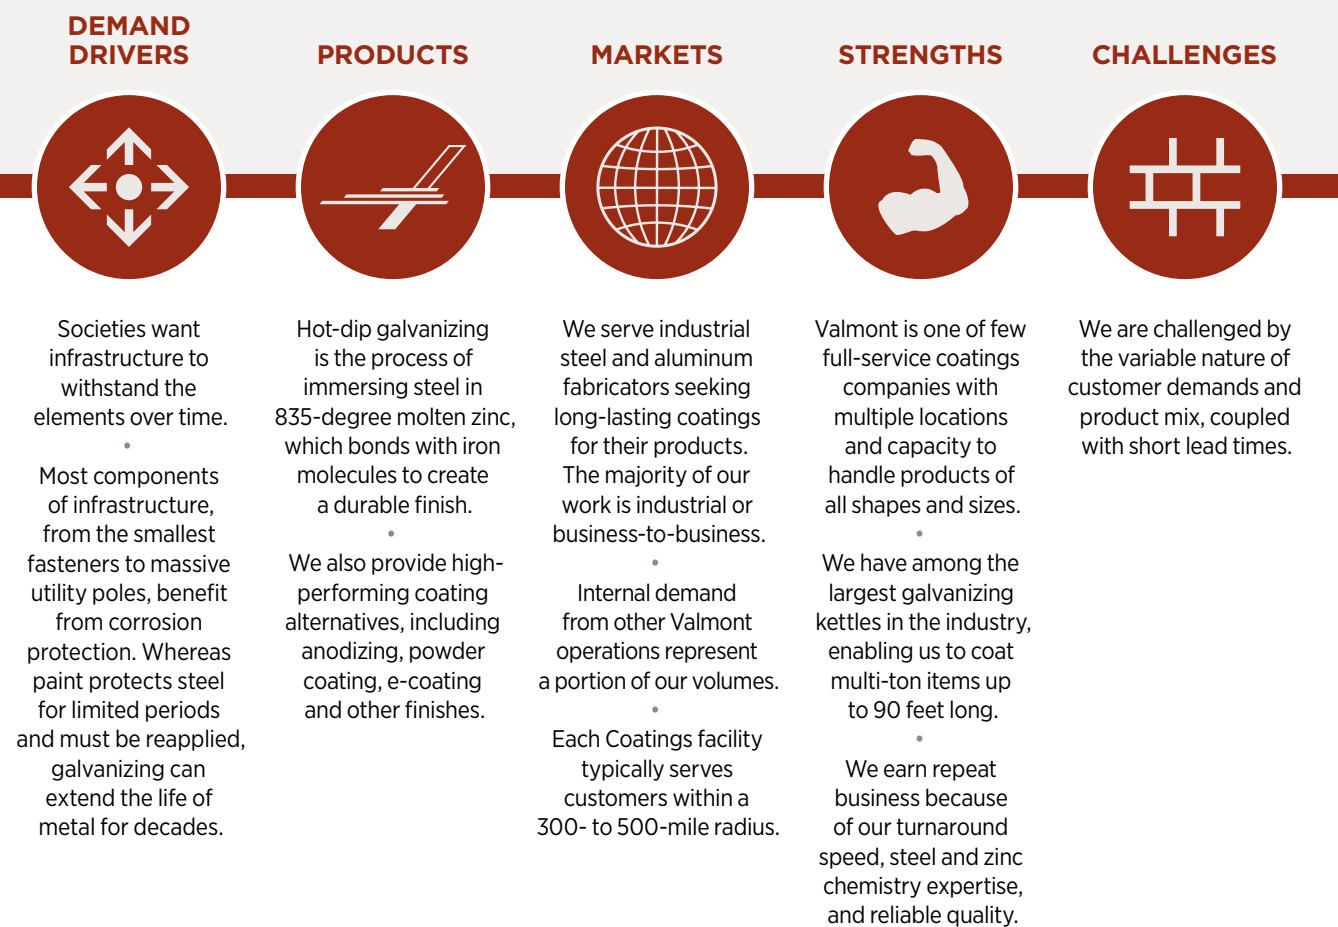 DEMAND
DRIVERS
PRODUCTS
MARKETS
STRENGTHS
CHALLENGES
Societies want
infrastructure to
withstand the
elements over time.
•
Most components
of infrastructure,
from the smallest
fasteners to massive
utility poles, benefit
from corrosion
protection. Whereas
paint protects steel
for limited periods
and must be reapplied,
galvanizing can
extend the life of
metal for decades.
Hot-dip galvanizing
is the process of
immersing steel in
835-degree molten zinc,
which bonds with iron
molecules to create
a durable finish.
•
We also provide high-
performing coating
alternatives, including
anodizing, powder
coating, e-coating
and other finishes.
We serve industrial
steel and aluminum
fabricators seeking
long-lasting coatings
for their products.
The majority of our
work is industrial or
business-to-business.
•
Internal demand
from other Valmont
operations represent
a portion of our volumes.
•
Each Coatings facility
typically serves
customers within a
300- to 500-mile radius.
Valmont is one of few
full-service coatings
companies with
multiple locations
and capacity to
handle products of
all shapes and sizes.
•
We have among the
largest galvanizing
kettles in the industry,
enabling us to coat
multi-ton items up
to 90 feet long.
•
We earn repeat
business because
of our turnaround
speed, steel and zinc
chemistry expertise,
and reliable quality.
We are challenged by
the variable nature of
customer demands and
product mix, coupled
with short lead times.